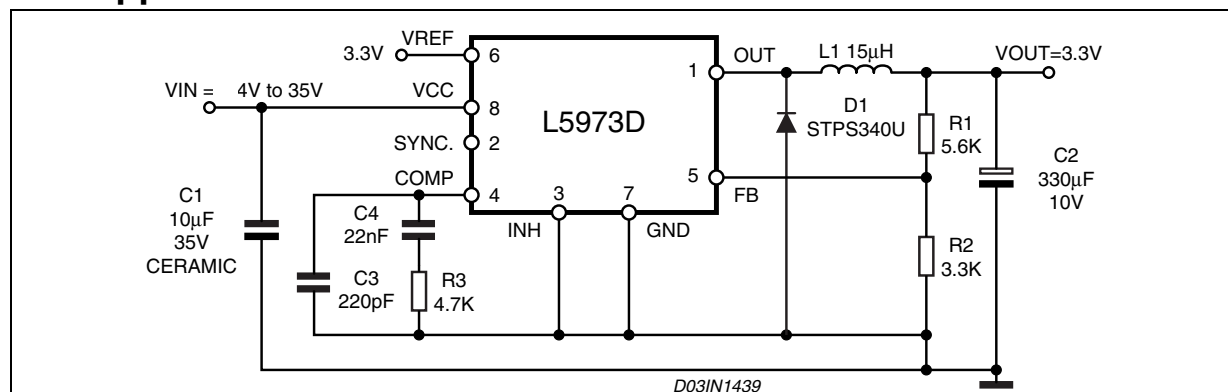 VREF
3.3V
6
VIN = 4V to 35V
VCC
8
SYNC.
2
COMP
4
L5973D
1
OUT
L1 15μH
VOUT=3.3V
D1
STPS340U
R1
5.6K
5
FB
C2
330μF
10V
3
INH
7
GND
C1
10μF
35V
CERAMIC
C4
22nF
C3
220pF
R3
4.7K
R2
3.3K
D03IN1439